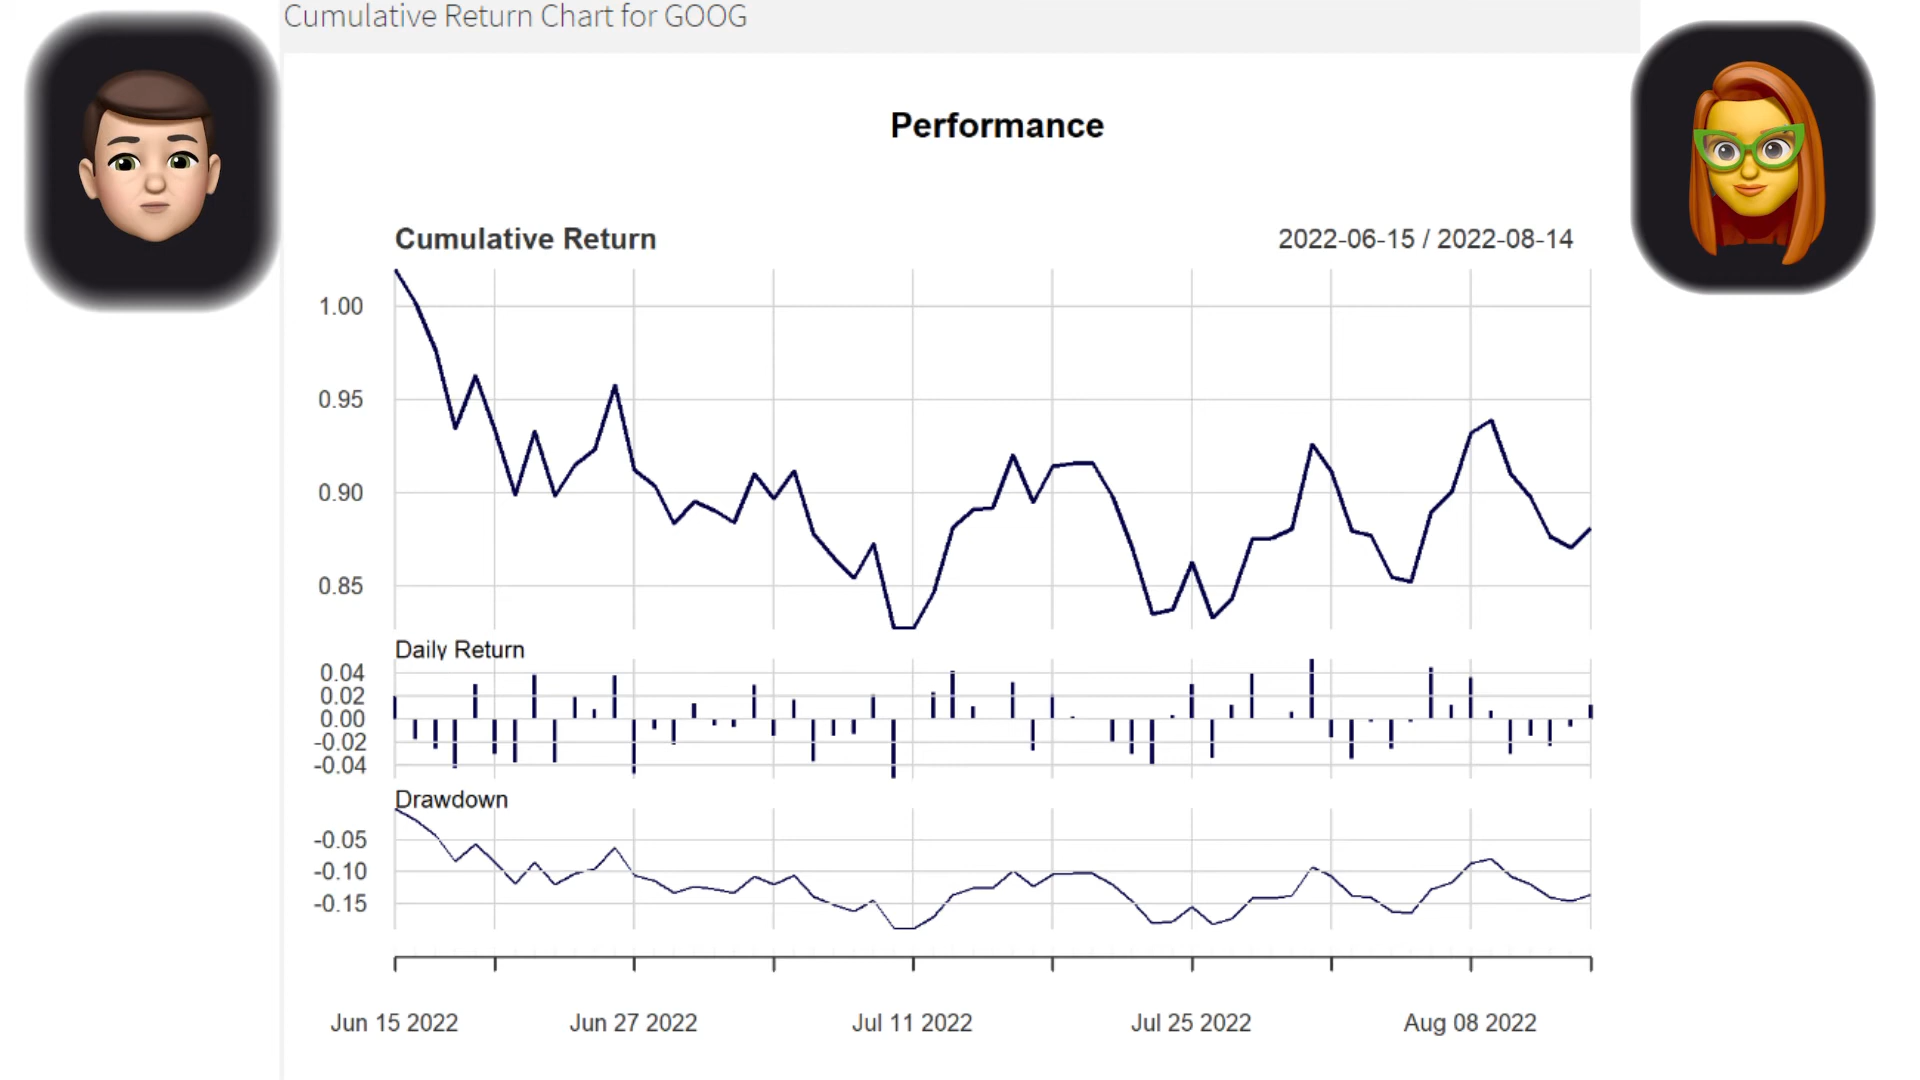 Cumulative Return Chart for GOOG
Performance
Cumulative Return 2022-06-15 / 2022-08-14
1.00
0.95
0.90
0.85
Daily Return
0.04
0.02
0.00
-0.02
-0.04
Drawdown
-0.05
-0.10
-0.15
Jun 15 2022 Jun 27 2022 Jul 11 2022 Jul 25 2022 Aug 08 2022